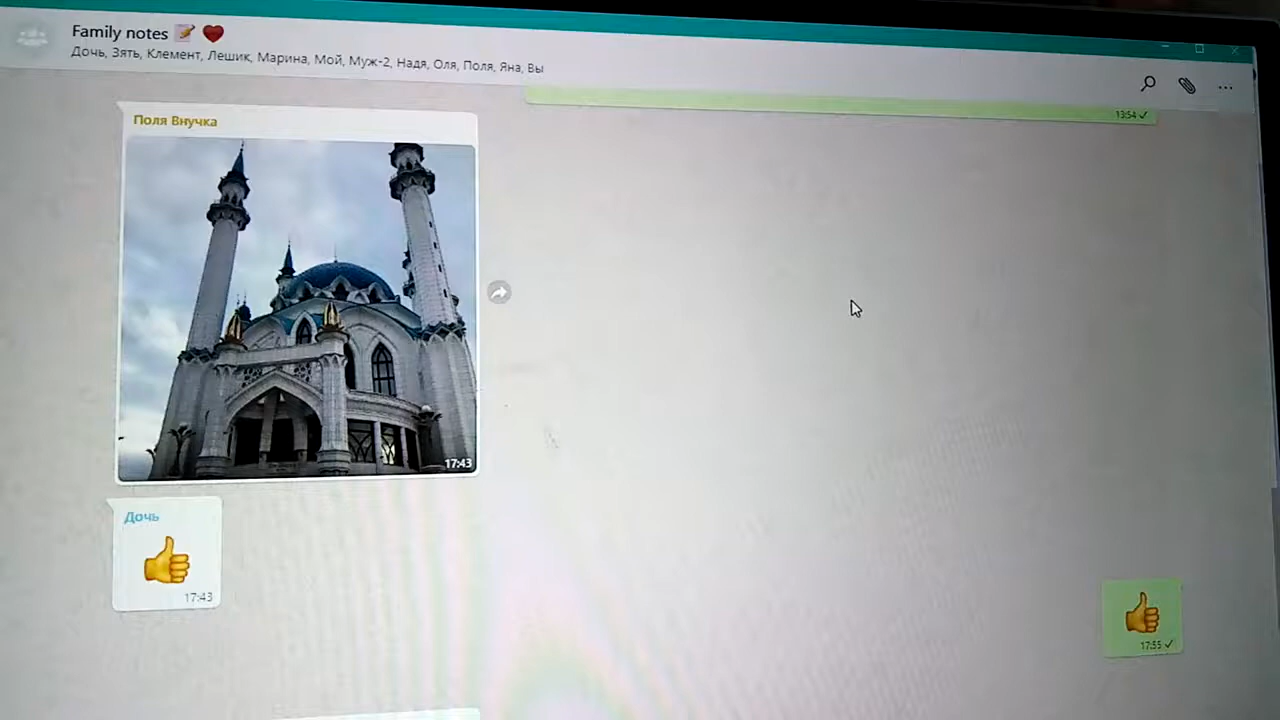 Family notes 📝 ❤️
Дочь, Зять, Клемент, Лешик, Марина, Мой, Муж-2, Надя, Оля, Поля, Яна, Вы
13:54 ✓
Поля Внучка
17:43
Дочь
👍
17:43
👍
17:55 ✓